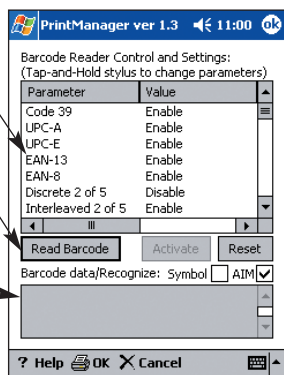 PrintManager ver 1.3 11:00 ok
Barcode Reader Control and Settings:
(Tap-and-Hold stylus to change parameters)
Parameter Value
Code 39 Enable
UPC-A Enable
UPC-E Enable
EAN-13 Enable
EAN-8 Enable
Discrete 2 of 5 Disable
Interleaved 2 of 5 Enable
Read Barcode Activate Reset
Barcode data/Recognize: Symbol AIM
? Help OK Cancel